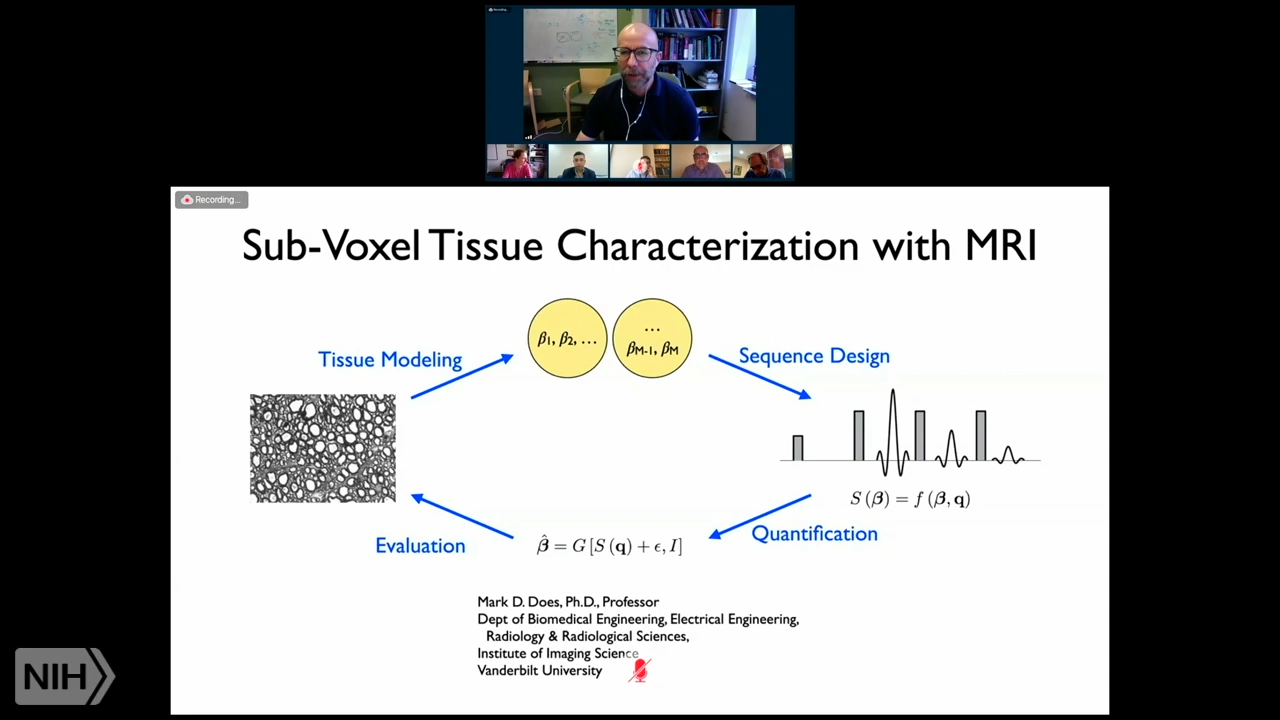 Recording...
Sub-Voxel Tissue Characterization with MRI
β1, β2, ...
...
βM-1, βM
Tissue Modeling
Sequence Design
S (β) = f (β, q)
Quantification
Evaluation
β̂ = G [S (q) + ϵ, I]
Mark D. Does, Ph.D., Professor
Dept of Biomedical Engineering, Electrical Engineering,
Radiology & Radiological Sciences,
Institute of Imaging Science
Vanderbilt University
NIH